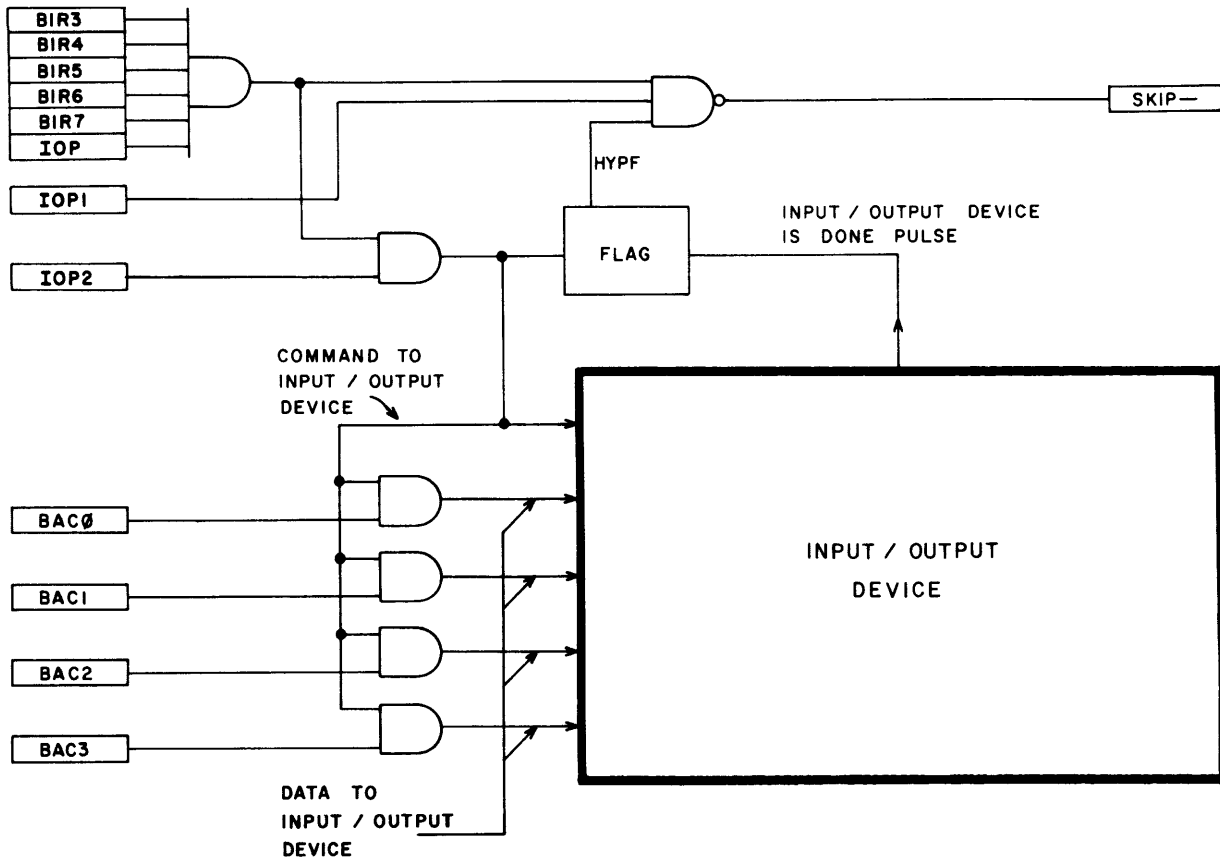 BIR3
BIR4
BIR5
BIR6
BIR7
IOP
SKIP—
HYPF
IOP1
INPUT / OUTPUT DEVICE
IS DONE PULSE
FLAG
IOP2
COMMAND TO
INPUT / OUTPUT
DEVICE
BACØ
INPUT / OUTPUT
DEVICE
BAC1
BAC2
BAC3
DATA TO
INPUT / OUTPUT
DEVICE